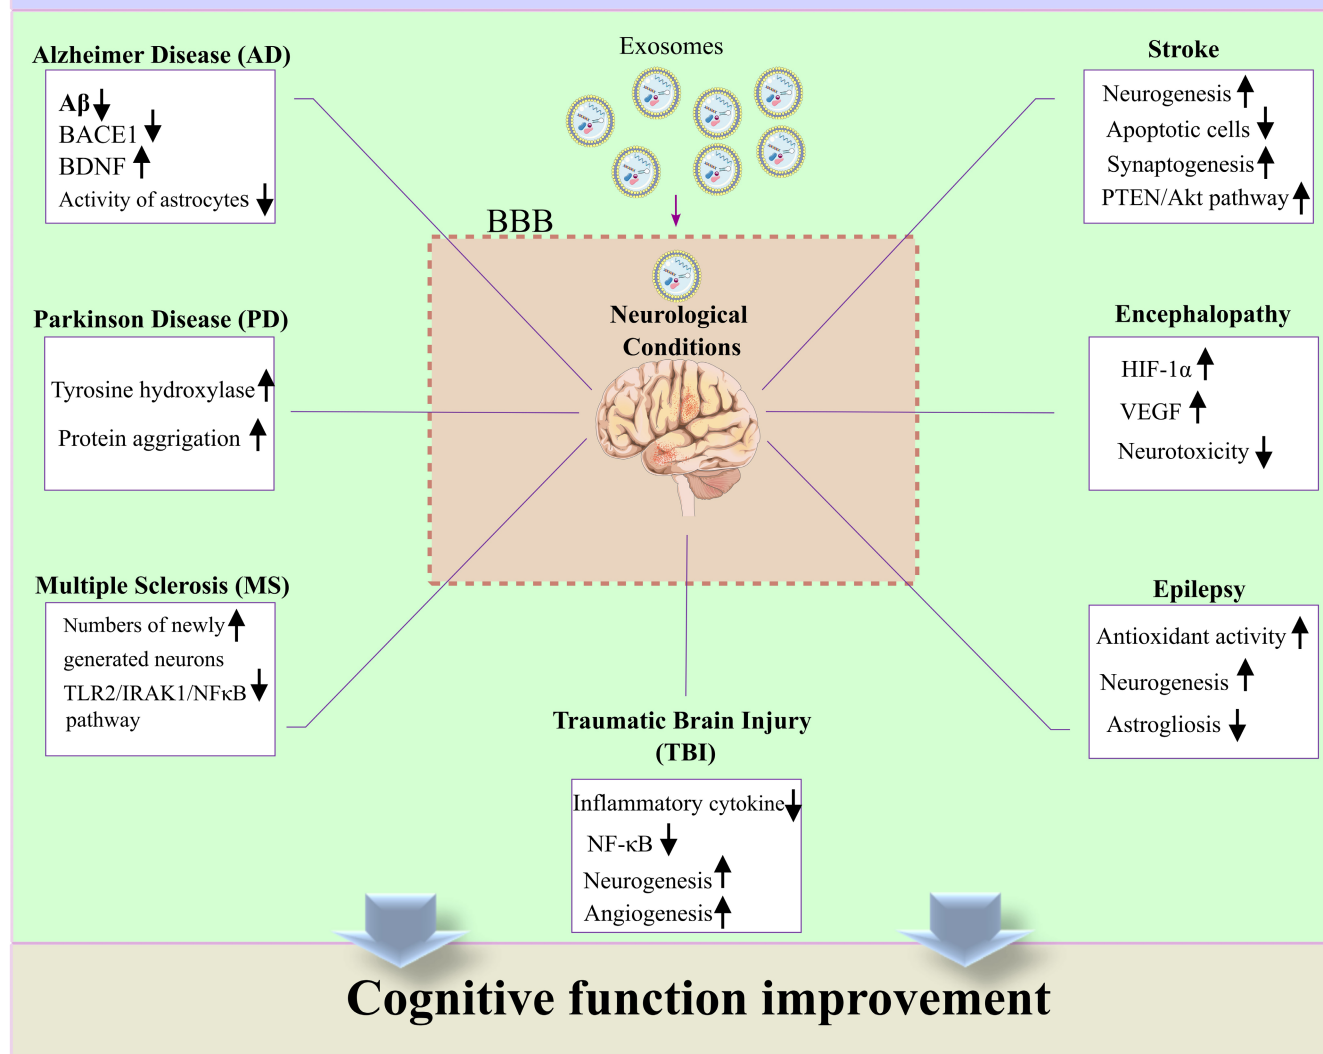 Exosomes
BBB
Neurological
Conditions
Alzheimer Disease (AD)
Aβ ↓
BACE1 ↓
BDNF ↑
Activity of astrocytes ↓
Parkinson Disease (PD)
Tyrosine hydroxylase ↑
Protein aggrigation ↑
Multiple Sclerosis (MS)
Numbers of newly ↑
generated neurons
TLR2/IRAK1/NFκB ↓
pathway
Traumatic Brain Injury
(TBI)
Inflammatory cytokine ↓
NF-κB ↓
Neurogenesis ↑
Angiogenesis ↑
Stroke
Neurogenesis ↑
Apoptotic cells ↓
Synaptogenesis ↑
PTEN/Akt pathway ↑
Encephalopathy
HIF-1α ↑
VEGF ↑
Neurotoxicity ↓
Epilepsy
Antioxidant activity ↑
Neurogenesis ↑
Astrogliosis ↓
Cognitive function improvement